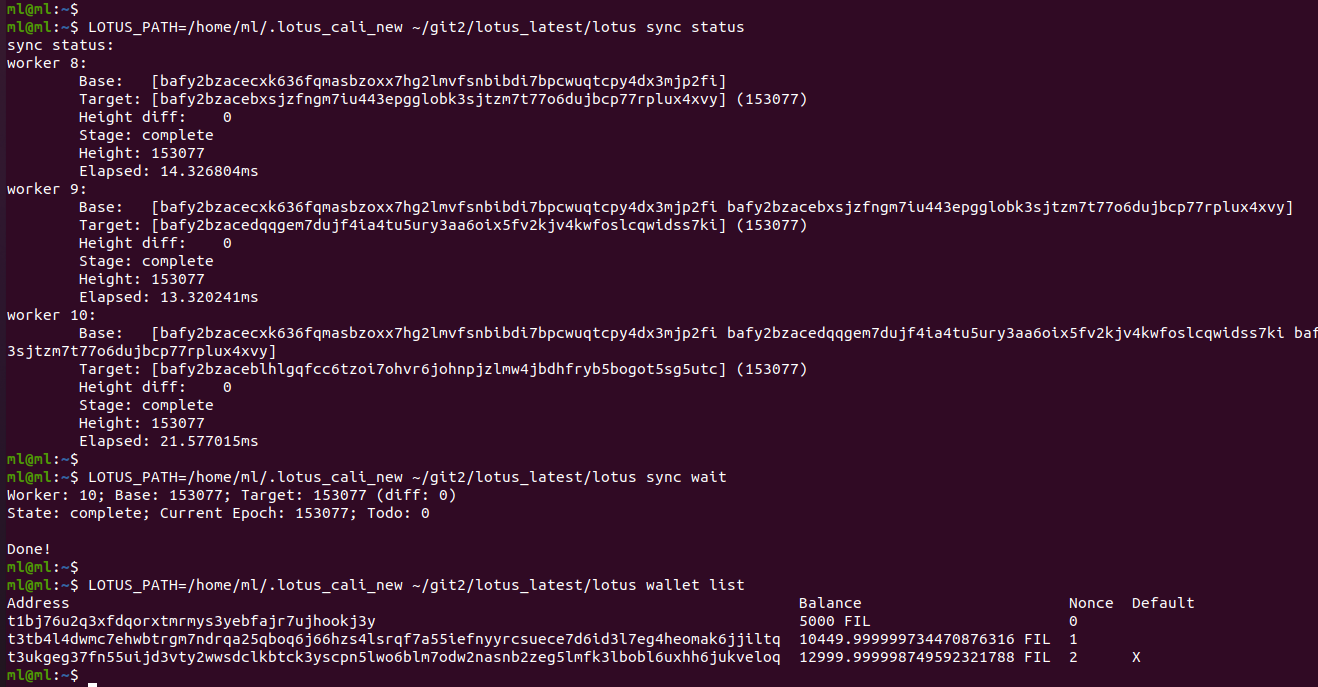 ml@ml:~$
ml@ml:~$ LOTUS_PATH=/home/ml/.lotus_cali_new ~/git2/lotus_latest/lotus sync status
sync status:
worker 8:
Base: [bafy2bzacecxk636fqmasbzoxx7hg2lmvfsnbibdi7bpcwuqtcpy4dx3mjp2fi]
Target: [bafy2bzacebxsjzfngm7iu443epgglobk3sjtzm7t77o6dujbcp77rplux4xvy] (153077)
Height diff: 0
Stage: complete
Height: 153077
Elapsed: 14.326804ms
worker 9:
Base: [bafy2bzacecxk636fqmasbzoxx7hg2lmvfsnbibdi7bpcwuqtcpy4dx3mjp2fi bafy2bzacebxsjzfngm7iu443epgglobk3sjtzm7t77o6dujbcp77rplux4xvy]
Target: [bafy2bzacedqqgem7dujf4ia4tu5ury3aa6oix5fv2kjv4kwfoslcqwidss7ki] (153077)
Height diff: 0
Stage: complete
Height: 153077
Elapsed: 13.320241ms
worker 10:
Base: [bafy2bzacecxk636fqmasbzoxx7hg2lmvfsnbibdi7bpcwuqtcpy4dx3mjp2fi bafy2bzacedqqgem7dujf4ia4tu5ury3aa6oix5fv2kjv4kwfoslcqwidss7ki baf
3sjtzm7t77o6dujbcp77rplux4xvy]
Target: [bafy2bzaceblhlgqfcc6tzoi7ohvr6johnpjzlmw4jbdhfryb5bogot5sg5utc] (153077)
Height diff: 0
Stage: complete
Height: 153077
Elapsed: 21.577015ms
ml@ml:~$
ml@ml:~$ LOTUS_PATH=/home/ml/.lotus_cali_new ~/git2/lotus_latest/lotus sync wait
Worker: 10; Base: 153077; Target: 153077 (diff: 0)
State: complete; Current Epoch: 153077; Todo: 0
Done!
ml@ml:~$
ml@ml:~$ LOTUS_PATH=/home/ml/.lotus_cali_new ~/git2/lotus_latest/lotus wallet list
Address Balance Nonce Default
t1bj76u2q3xfdqorxtmrmys3yebfajr7ujhookj3y 5000 FIL 0
t3tb4l4dwmc7ehwbtrgm7ndrqa25qboq6j66hzs4lsrqf7a55iefnyyrcsuece7d6id3l7eg4heomak6jjiltq 10449.999999734470876316 FIL 1
t3ukgeg37fn55uijd3vty2wwsdclkbtck3yscpn5lwo6blm7odw2nasnb2zeg5lmfk3lbobl6uxhh6jukveloq 12999.999998749592321788 FIL 2 X
ml@ml:~$